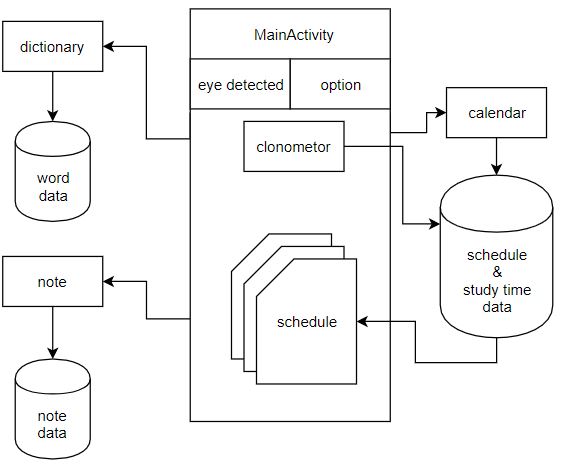 MainActivity
dictionary
eye detected
option
calendar
clonometor
word
data
schedule
&
study time
data
note
schedule
note
data